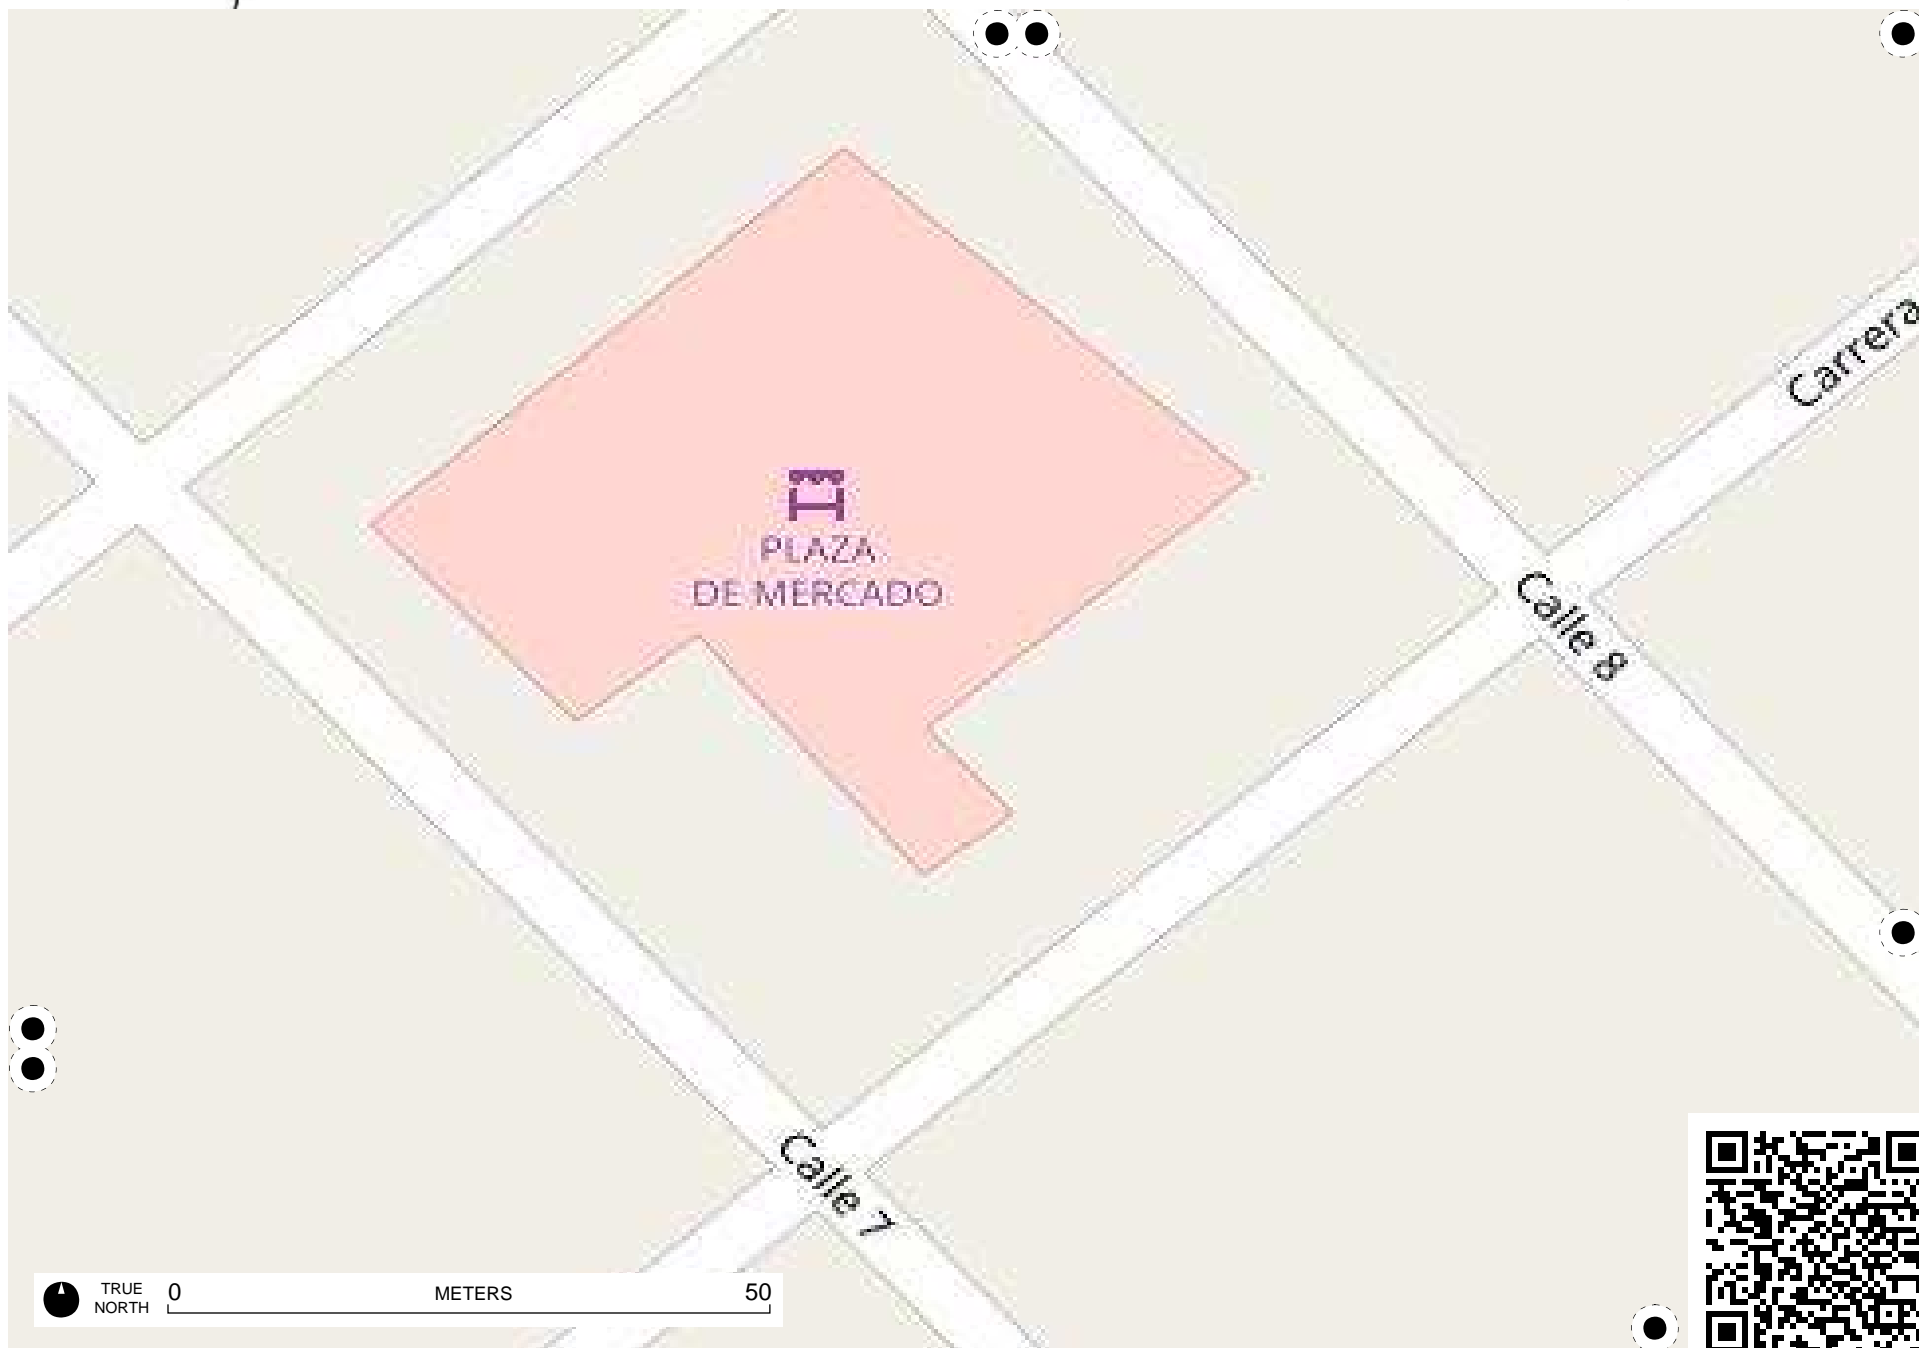 Carrera
PLAZA
DE MERCADO
Calle 8
Calle 7
TRUE
NORTH
0 METERS 50